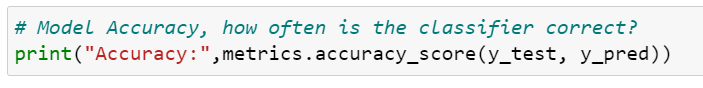 # Model Accuracy, how often is the classifier correct?
print("Accuracy:",metrics.accuracy_score(y_test, y_pred))